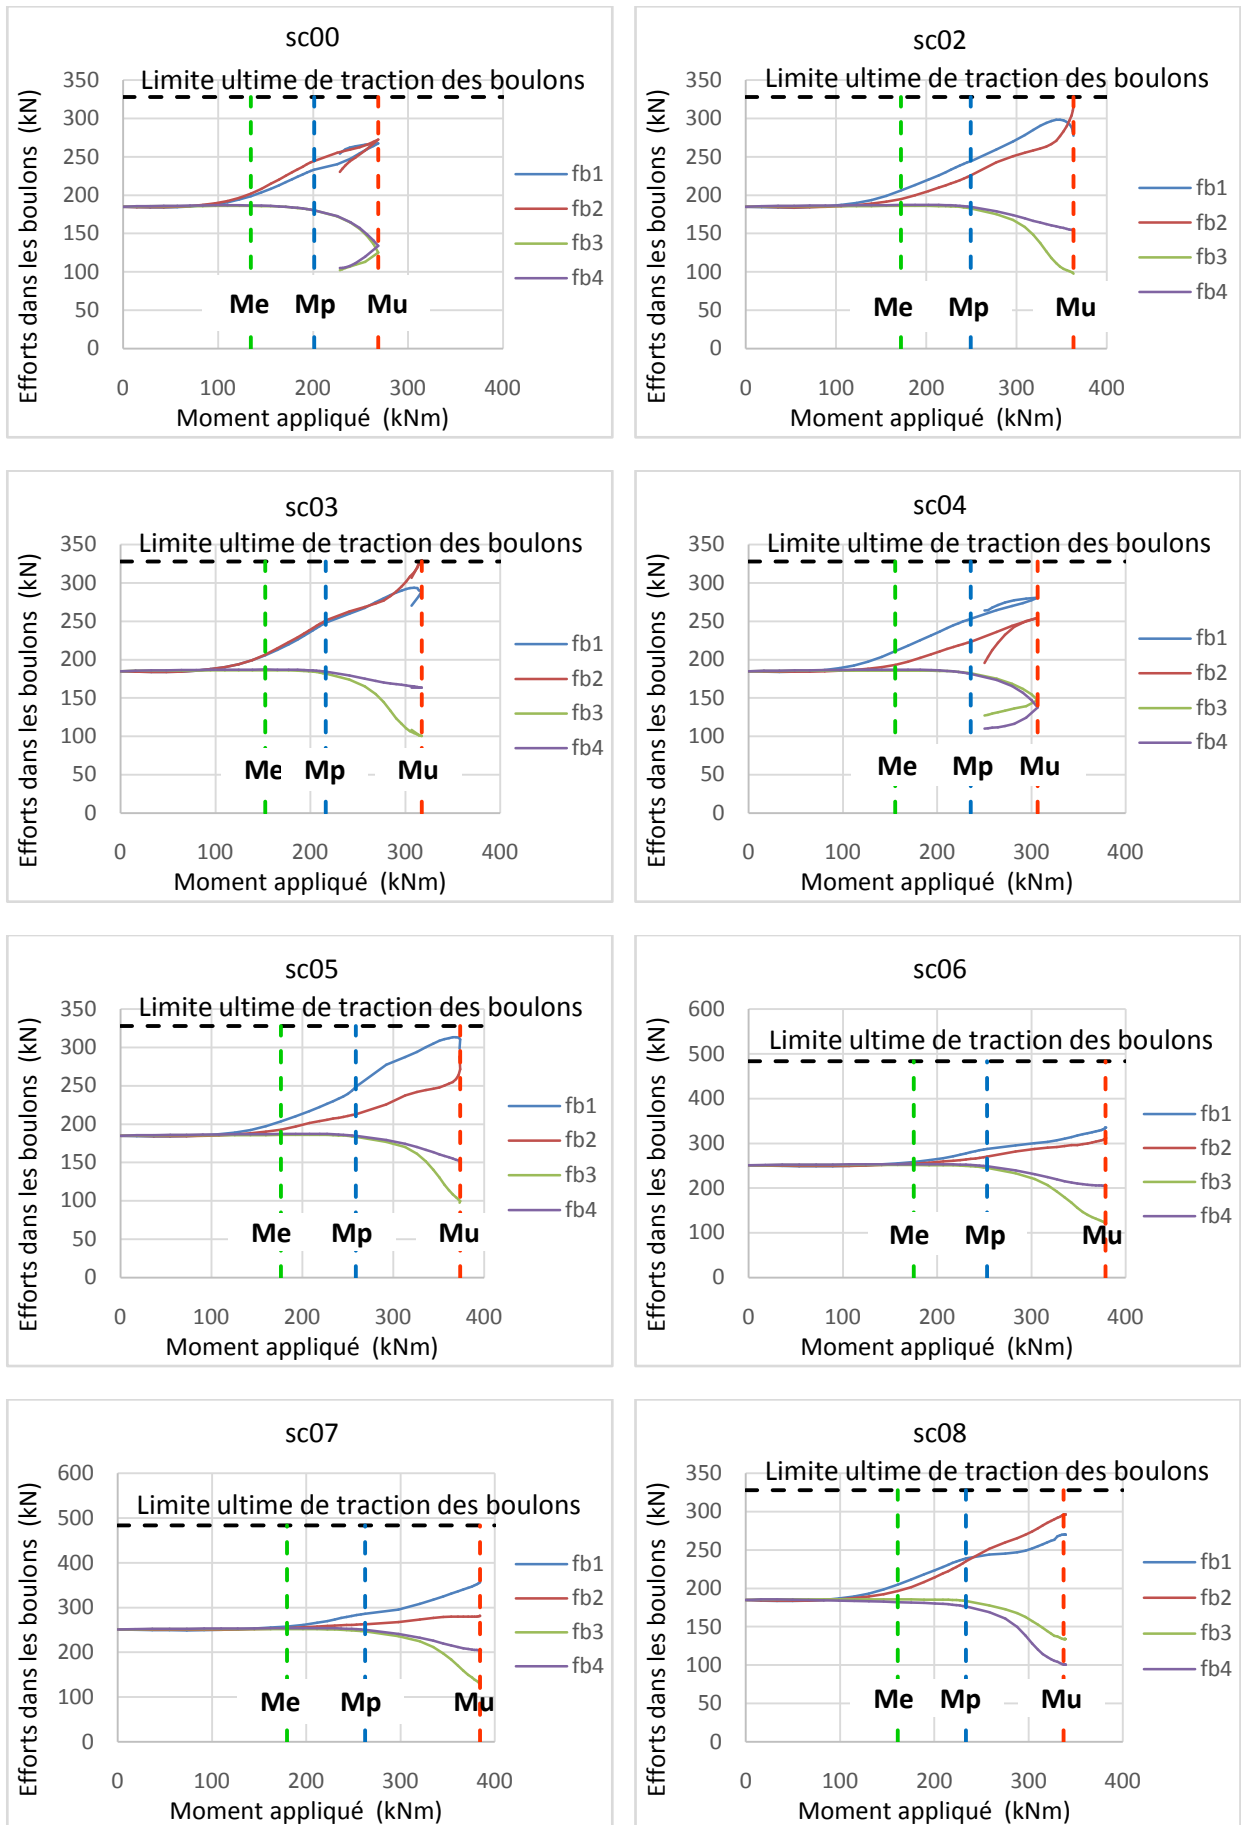 sc00
Limite ultime de traction des boulons
Efforts dans les boulons (kN)
350
300
250
200
150
100
50
0
fb1
fb2
fb3
fb4
Me Mp Mu
0 100 200 300 400
Moment appliqué (kNm)
sc02
Limite ultime de traction des boulons
Efforts dans les boulons (kN)
350
300
250
200
150
100
50
0
fb1
fb2
fb3
fb4
Me Mp Mu
0 100 200 300 400
Moment appliqué (kNm)
sc03
Limite ultime de traction des boulons
Efforts dans les boulons (kN)
350
300
250
200
150
100
50
0
fb1
fb2
fb3
fb4
Me Mp Mu
0 100 200 300 400
Moment appliqué (kNm)
sc04
Limite ultime de traction des boulons
Efforts dans les boulons (kN)
350
300
250
200
150
100
50
0
fb1
fb2
fb3
fb4
Me Mp Mu
0 100 200 300 400
Moment appliqué (kNm)
sc05
Limite ultime de traction des boulons
Efforts dans les boulons (kN)
350
300
250
200
150
100
50
0
fb1
fb2
fb3
fb4
Me Mp Mu
0 100 200 300 400
Moment appliqué (kNm)
sc06
Limite ultime de traction des boulons
Efforts dans les boulons (kN)
600
500
400
300
200
100
0
fb1
fb2
fb3
fb4
Me Mp Mu
0 100 200 300 400
Moment appliqué (kNm)
sc07
Limite ultime de traction des boulons
Efforts dans les boulons (kN)
600
500
400
300
200
100
0
fb1
fb2
fb3
fb4
Me Mp Mu
0 100 200 300 400
Moment appliqué (kNm)
sc08
Limite ultime de traction des boulons
Efforts dans les boulons (kN)
350
300
250
200
150
100
50
0
fb1
fb2
fb3
fb4
Me Mp Mu
0 100 200 300 400
Moment appliqué (kNm)